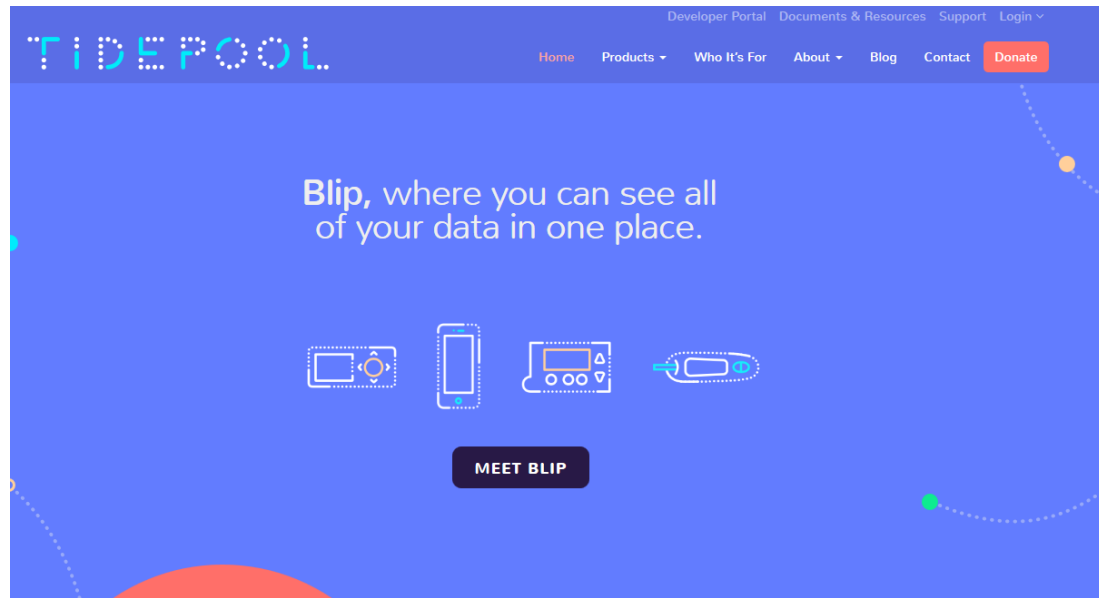 Developer Portal Documents & Resources Support Login
TIDEPOOL
Home Products Who It's For About Blog Contact Donate
Blip, where you can see all
of your data in one place.
MEET BLIP